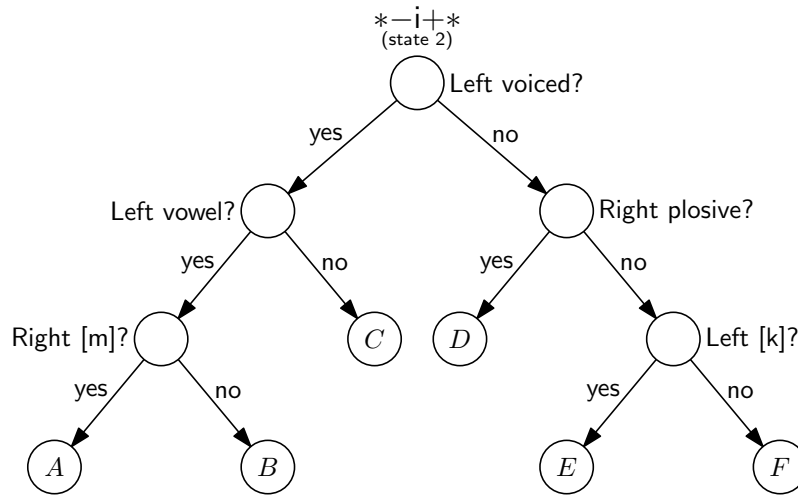 *−i+*
(state 2)
Left voiced?
yes
no
Left vowel?
Right plosive?
yes
no
yes
no
Right [m]?
C
D
Left [k]?
yes
no
yes
no
A
B
E
F